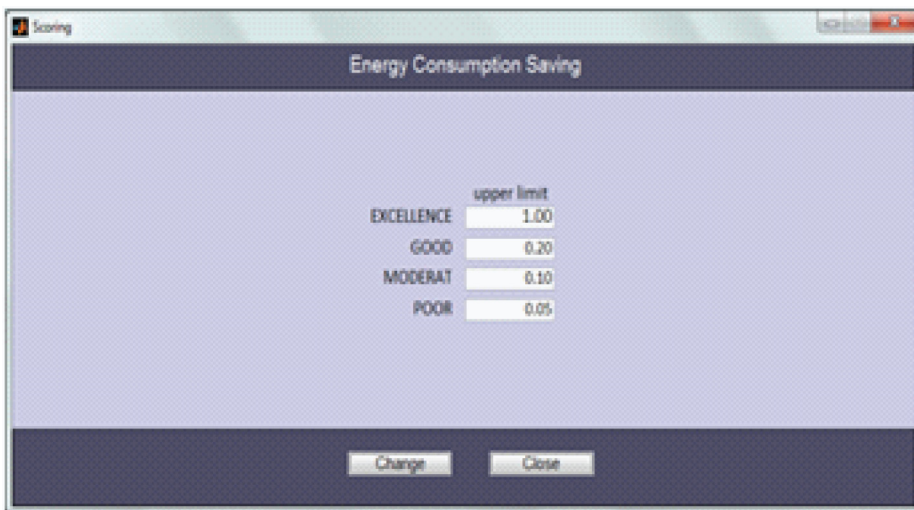 Scoring
Energy Consumption Saving
upper limit
EXCELLENCE 1.00
GOOD 0.20
MODERAT 0.10
POOR 0.05
Change Close